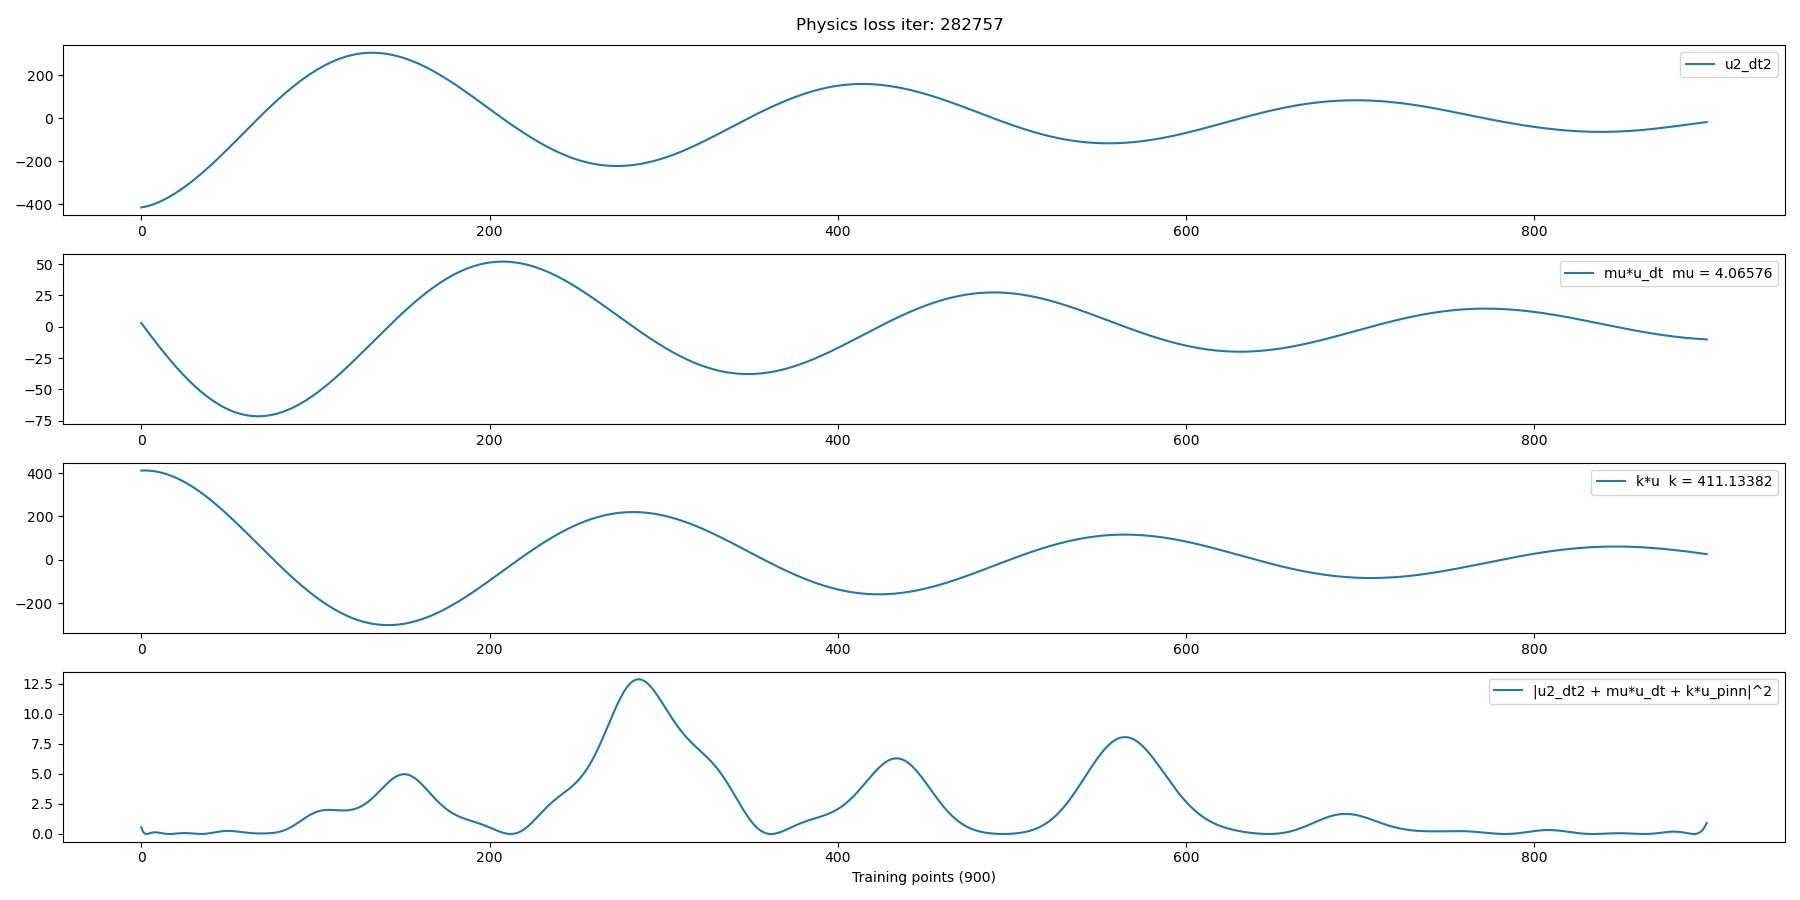 Physics loss iter: 282757
200
0
−200
−400
u2_dt2
0 200 400 600 800
50
25
0
−25
−50
−75
mu*u_dt  mu = 4.06576
0 200 400 600 800
400
200
0
−200
k*u  k = 411.13382
0 200 400 600 800
12.5
10.0
7.5
5.0
2.5
0.0
|u2_dt2 + mu*u_dt + k*u_pinn|^2
0 200 400 600 800
Training points (900)